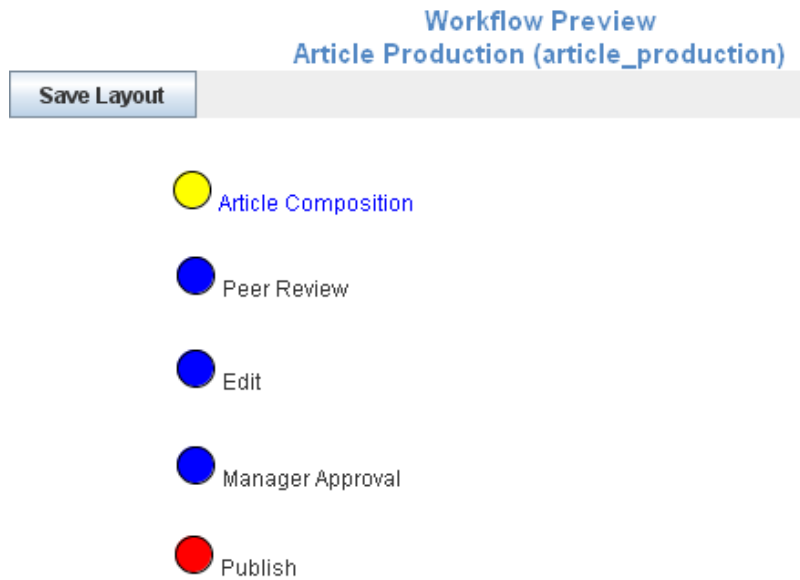 Workflow Preview
Article Production (article_production)
Save Layout
Article Composition
Peer Review
Edit
Manager Approval
Publish